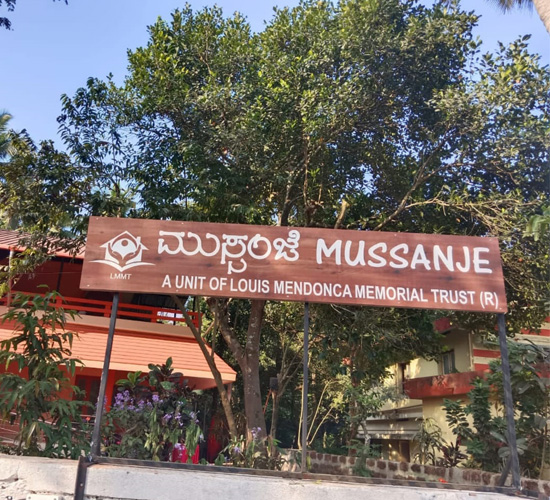 ಮುಸ್ಸಂಜೆ MUSSANJE
LMMT
A UNIT OF LOUIS MENDONCA MEMORIAL TRUST (R)